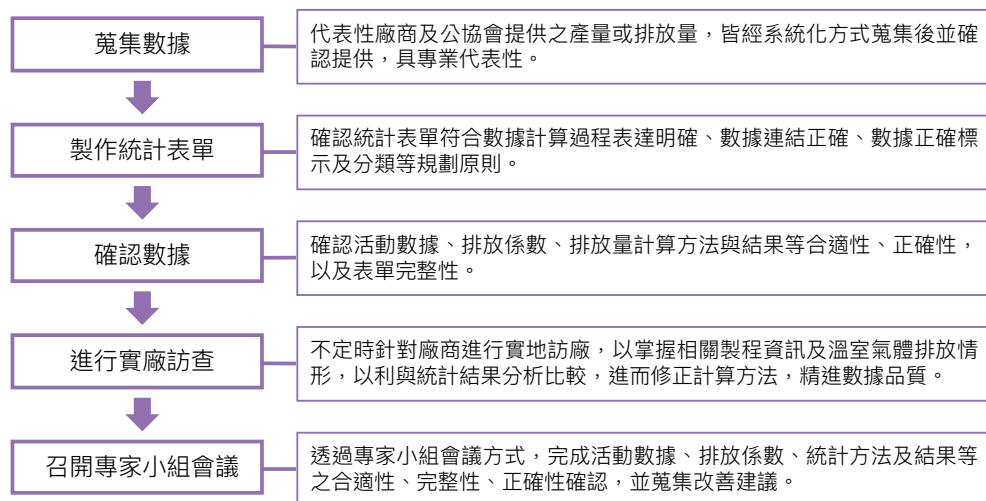 蒐集數據
代表性廠商及公協會提供之產量或排放量，皆經系統化方式蒐集後並確
認提供，具專業代表性。
製作統計表單
確認統計表單符合數據計算過程表達明確、數據連結正確、數據正確標
示及分類等規劃原則。
確認數據
確認活動數據、排放係數、排放量計算方法與結果等合適性、正確性，
以及表單完整性。
進行實廠訪查
不定時針對廠商進行實地訪廠，以掌握相關製程資訊及溫室氣體排放情
形，以利與統計結果分析比較，進而修正計算方法，精進數據品質。
召開專家小組會議
透過專家小組會議方式，完成活動數據、排放係數、統計方法及結果等
之合適性、完整性、正確性確認，並蒐集改善建議。